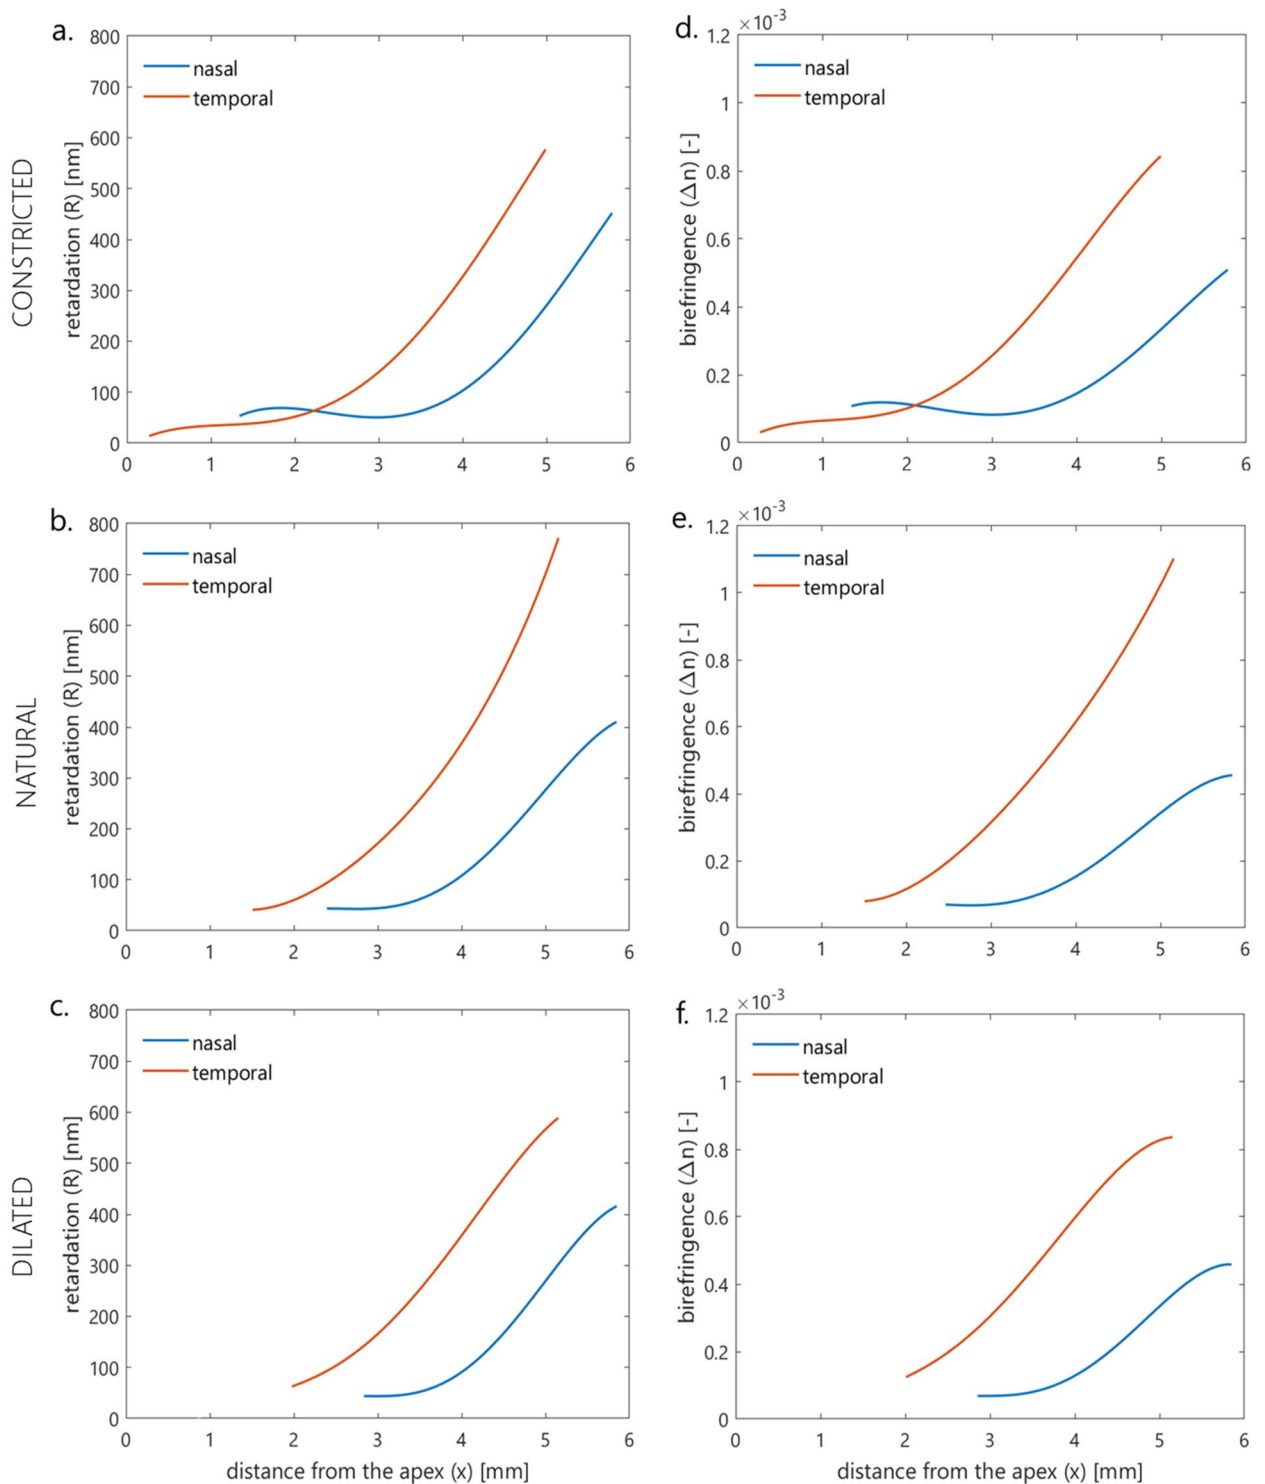 a.
800
700
600
500
400
300
200
100
0
0 1 2 3 4 5 6
nasal
temporal
CONSTRICTED
retardation (R) [nm]
d.
×10-3
1.2
1
0.8
0.6
0.4
0.2
0
0 1 2 3 4 5 6
nasal
temporal
birefringence (Δn) [-]
b.
800
700
600
500
400
300
200
100
0
0 1 2 3 4 5 6
nasal
temporal
NATURAL
retardation (R) [nm]
e.
×10-3
1.2
1
0.8
0.6
0.4
0.2
0
0 1 2 3 4 5 6
nasal
temporal
birefringence (Δn) [-]
c.
800
700
600
500
400
300
200
100
0
0 1 2 3 4 5 6
nasal
temporal
DILATED
retardation (R) [nm]
distance from the apex (x) [mm]
f.
×10-3
1.2
1
0.8
0.6
0.4
0.2
0
0 1 2 3 4 5 6
nasal
temporal
birefringence (Δn) [-]
distance from the apex (x) [mm]